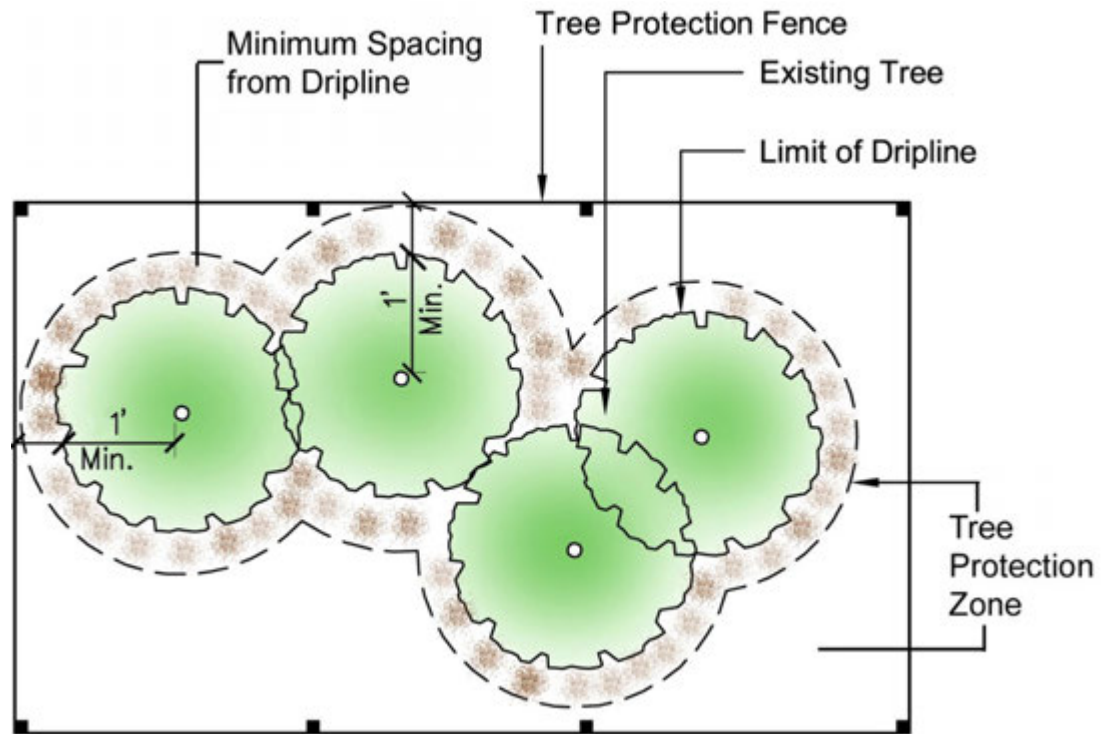 Tree Protection Fence
Minimum Spacing
from Dripline
Existing Tree
Limit of Dripline
1'
Min.
1'
Min.
Tree
Protection
Zone